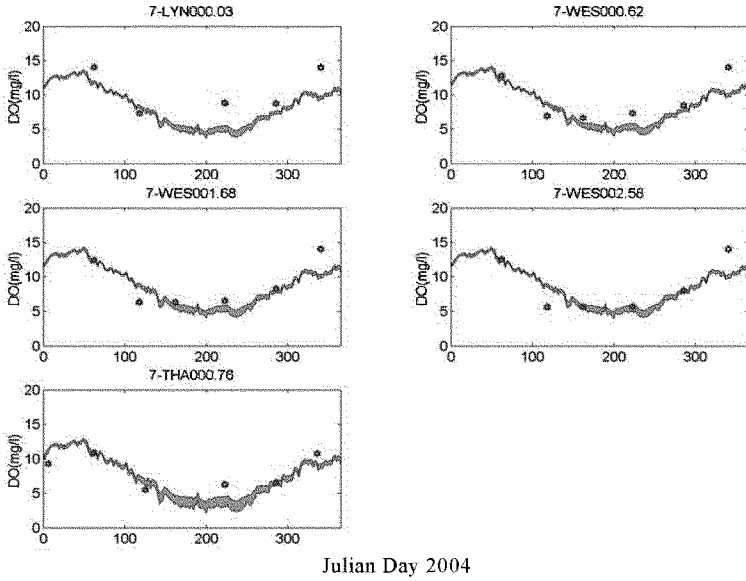 7-LYN000.03
20
15
10
5
0
DO(mg/l)
0 100 200 300
7-WES000.62
20
15
10
5
0
DO(mg/l)
0 100 200 300
7-WES001.68
20
15
10
5
0
DO(mg/l)
0 100 200 300
7-WES002.58
20
15
10
5
0
DO(mg/l)
0 100 200 300
7-THA000.76
20
15
10
5
0
DO(mg/l)
0 100 200 300
Julian Day 2004